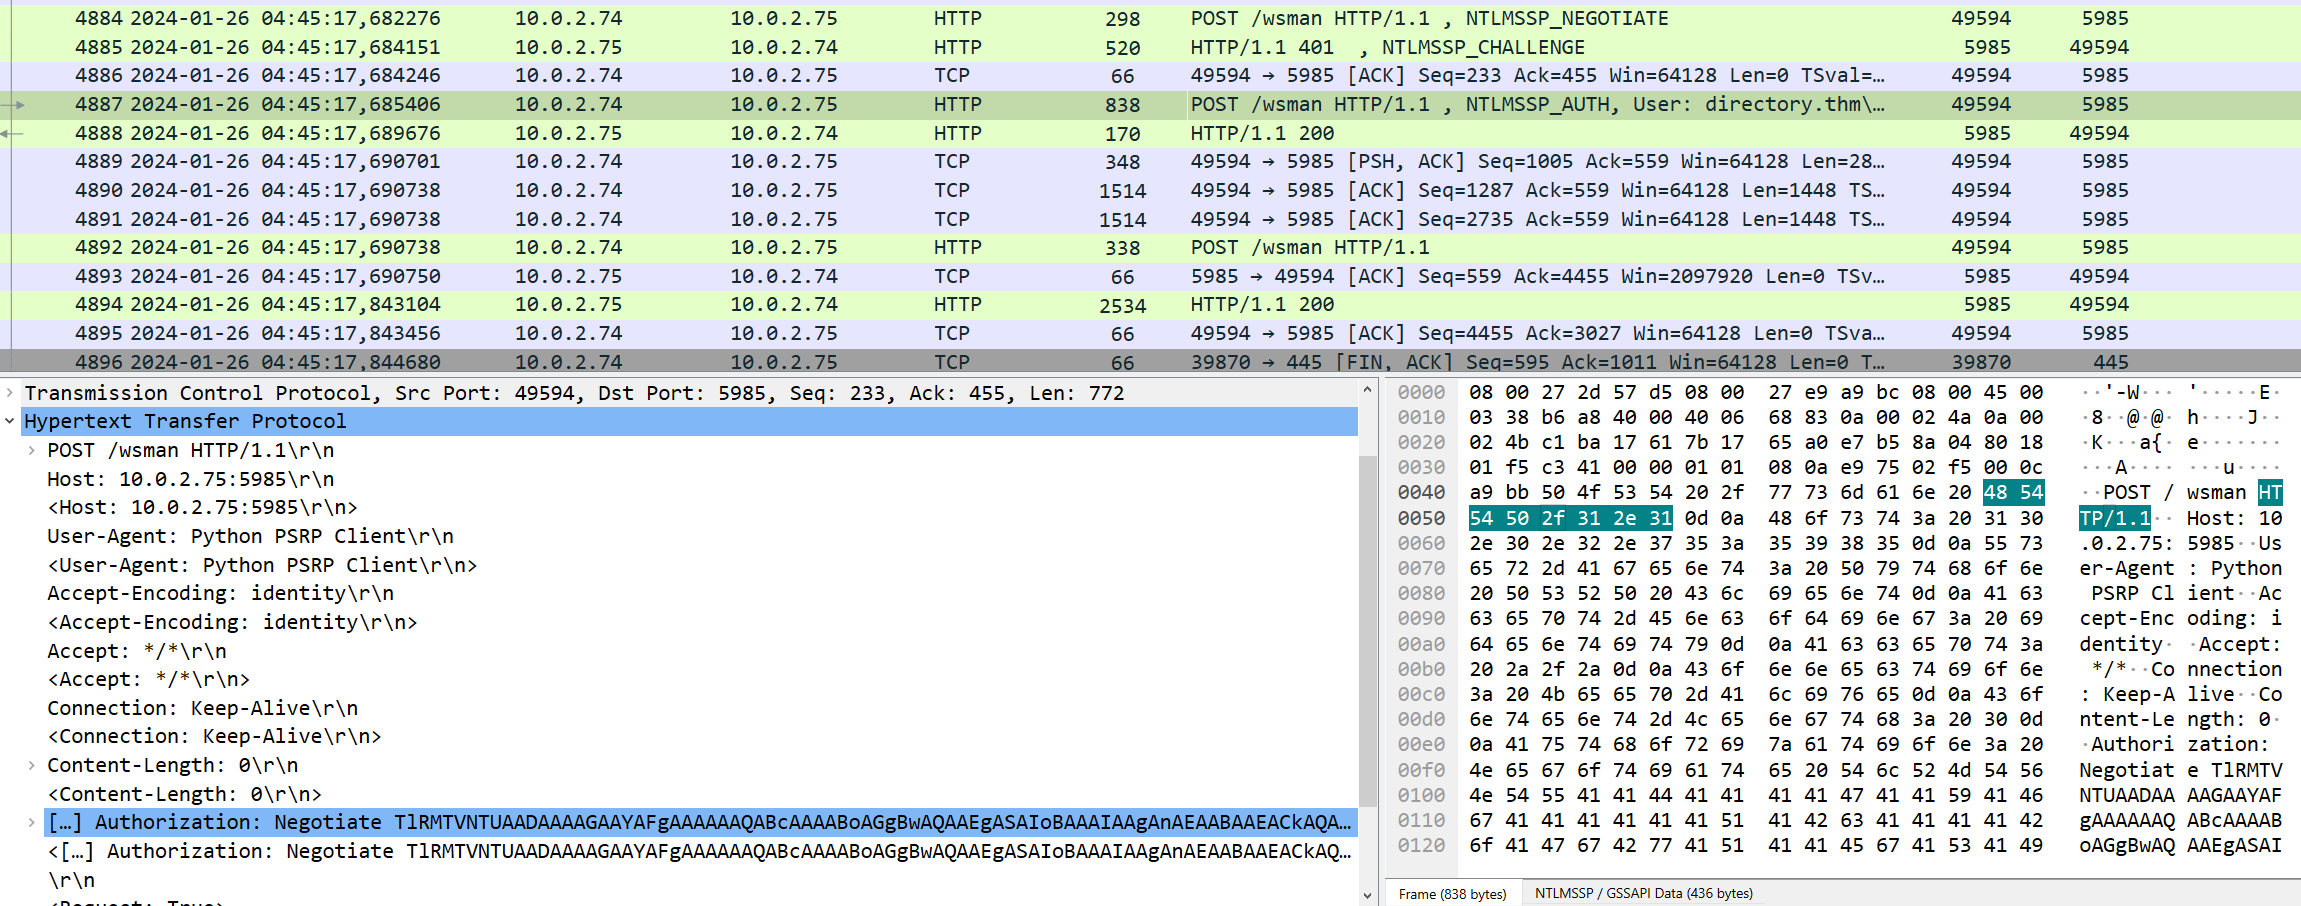 4884 2024-01-26 04:45:17,682276 10.0.2.74 10.0.2.75 HTTP 298 POST /wsman HTTP/1.1 , NTLMSSP_NEGOTIATE 49594 5985
4885 2024-01-26 04:45:17,684151 10.0.2.75 10.0.2.74 HTTP 520 HTTP/1.1 401 , NTLMSSP_CHALLENGE 5985 49594
4886 2024-01-26 04:45:17,684246 10.0.2.74 10.0.2.75 TCP 66 49594 → 5985 [ACK] Seq=233 Ack=455 Win=64128 Len=0 TSval=… 49594 5985
4887 2024-01-26 04:45:17,685406 10.0.2.74 10.0.2.75 HTTP 838 POST /wsman HTTP/1.1 , NTLMSSP_AUTH, User: directory.thm\… 49594 5985
4888 2024-01-26 04:45:17,689676 10.0.2.75 10.0.2.74 HTTP 170 HTTP/1.1 200 5985 49594
4889 2024-01-26 04:45:17,690701 10.0.2.74 10.0.2.75 TCP 348 49594 → 5985 [PSH, ACK] Seq=1005 Ack=559 Win=64128 Len=28… 49594 5985
4890 2024-01-26 04:45:17,690738 10.0.2.74 10.0.2.75 TCP 1514 49594 → 5985 [ACK] Seq=1287 Ack=559 Win=64128 Len=1448 TS… 49594 5985
4891 2024-01-26 04:45:17,690738 10.0.2.74 10.0.2.75 TCP 1514 49594 → 5985 [ACK] Seq=2735 Ack=559 Win=64128 Len=1448 TS… 49594 5985
4892 2024-01-26 04:45:17,690738 10.0.2.74 10.0.2.75 HTTP 338 POST /wsman HTTP/1.1 49594 5985
4893 2024-01-26 04:45:17,690750 10.0.2.75 10.0.2.74 TCP 66 5985 → 49594 [ACK] Seq=559 Ack=4455 Win=2097920 Len=0 TSv… 5985 49594
4894 2024-01-26 04:45:17,843104 10.0.2.75 10.0.2.74 HTTP 2534 HTTP/1.1 200 5985 49594
4895 2024-01-26 04:45:17,843456 10.0.2.74 10.0.2.75 TCP 66 49594 → 5985 [ACK] Seq=4455 Ack=3027 Win=64128 Len=0 TSva… 49594 5985
4896 2024-01-26 04:45:17,844680 10.0.2.74 10.0.2.75 TCP 66 39870 → 445 [FIN, ACK] Seq=595 Ack=1011 Win=64128 Len=0 T… 39870 445
Transmission Control Protocol, Src Port: 49594, Dst Port: 5985, Seq: 233, Ack: 455, Len: 772
Hypertext Transfer Protocol
POST /wsman HTTP/1.1\r\n
Host: 10.0.2.75:5985\r\n
<Host: 10.0.2.75:5985\r\n>
User-Agent: Python PSRP Client\r\n
<User-Agent: Python PSRP Client\r\n>
Accept-Encoding: identity\r\n
<Accept-Encoding: identity\r\n>
Accept: */*\r\n
<Accept: */*\r\n>
Connection: Keep-Alive\r\n
<Connection: Keep-Alive\r\n>
Content-Length: 0\r\n
<Content-Length: 0\r\n>
[…] Authorization: Negotiate TlRMTVNTUAADAAAAGAAYAFgAAAAAAAQABcAAAABoAGgBwAQAAEgASAIoBAAAIAAgAnAEAABAAEACkAQA…
<[…] Authorization: Negotiate TlRMTVNTUAADAAAAGAAYAFgAAAAAAAQABcAAAABoAGgBwAQAAEgASAIoBAAAIAAgAnAEAABAAEACkAQ…
\r\n
<Request: True>
0000 08 00 27 2d 57 d5 08 00 27 e9 a9 bc 08 00 45 00 ··'-W··· '·····E·
0010 03 38 b6 a8 40 00 40 06 68 83 0a 00 02 4a 0a 00 ·8··@·@· h····J··
0020 02 4b c1 ba 17 61 7b 17 65 a0 e7 b5 8a 04 80 18 ·K···a{· e·······
0030 01 f5 c3 41 00 00 01 01 08 0a e9 75 02 f5 00 0c ···A···· ···u····
0040 a9 bb 50 4f 53 54 20 2f 77 73 6d 61 6e 20 48 54 ··POST / wsman HT
0050 54 50 2f 31 2e 31 0d 0a 48 6f 73 74 3a 20 31 30 TP/1.1·· Host: 10
0060 2e 30 2e 32 2e 37 35 3a 35 39 38 35 0d 0a 55 73 .0.2.75: 5985··Us
0070 65 72 2d 41 67 65 6e 74 3a 20 50 79 74 68 6f 6e er-Agent : Python
0080 20 50 53 52 50 20 43 6c 69 65 6e 74 0d 0a 41 63 PSRP Cl ient··Ac
0090 63 65 70 74 2d 45 6e 63 6f 64 69 6e 67 3a 20 69 cept-Enc oding: i
00a0 64 65 6e 74 69 74 79 0d 0a 41 63 63 65 70 74 3a dentity· ·Accept:
00b0 20 2a 2f 2a 0d 0a 43 6f 6e 6e 65 63 74 69 6f 6e */*··Co nnection
00c0 3a 20 4b 65 65 70 2d 41 6c 69 76 65 0d 0a 43 6f : Keep-A live··Co
00d0 6e 74 65 6e 74 2d 4c 65 6e 67 74 68 3a 20 30 0d ntent-Le ngth: 0·
00e0 0a 41 75 74 68 6f 72 69 7a 61 74 69 6f 6e 3a 20 ·Authori zation:
00f0 4e 65 67 6f 74 69 61 74 65 20 54 6c 52 4d 54 56 Negotiat e TlRMTV
0100 4e 54 55 41 41 44 41 41 41 41 47 41 41 59 41 46 NTUAADAA AAGAAYAF
0110 67 41 41 41 41 41 41 51 41 42 63 41 41 41 41 42 gAAAAAAQ ABcAAAAB
0120 6f 41 47 67 42 77 41 51 41 41 45 67 41 53 41 49 oAGgBwAQ AAEgASAI
Frame (838 bytes) NTLMSSP / GSSAPI Data (436 bytes)